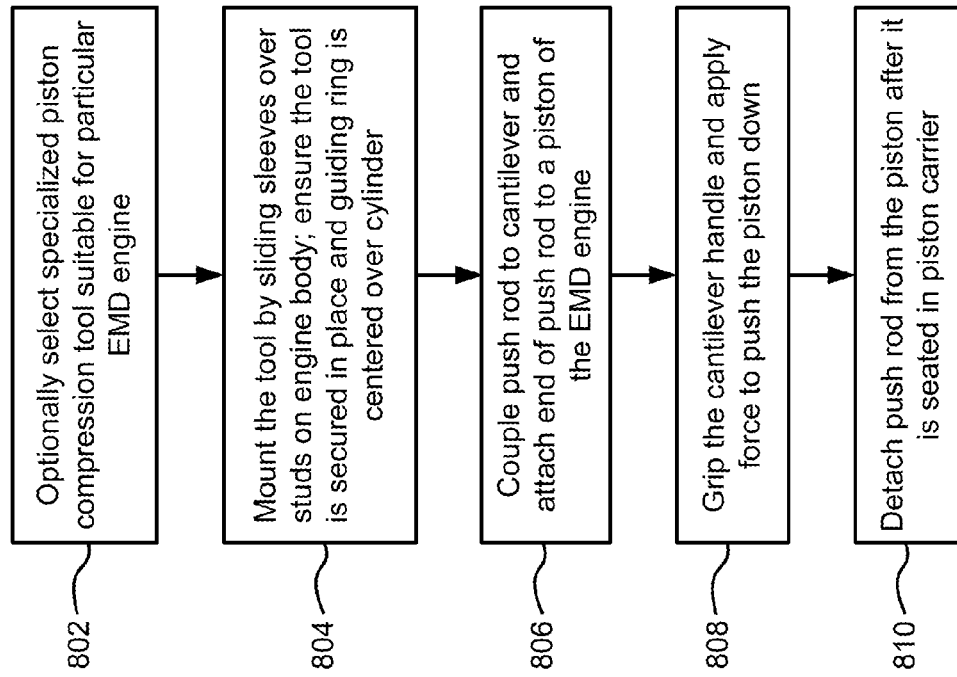 802
Optionally select specialized piston
compression tool suitable for particular
EMD engine
804
Mount the tool by sliding sleeves over
studs on engine body; ensure the tool
is secured in place and guiding ring is
centered over cylinder
806
Couple push rod to cantilever and
attach end of push rod to a piston of
the EMD engine
808
Grip the cantilever handle and apply
force to push the piston down
810
Detach push rod from the piston after it
is seated in piston carrier